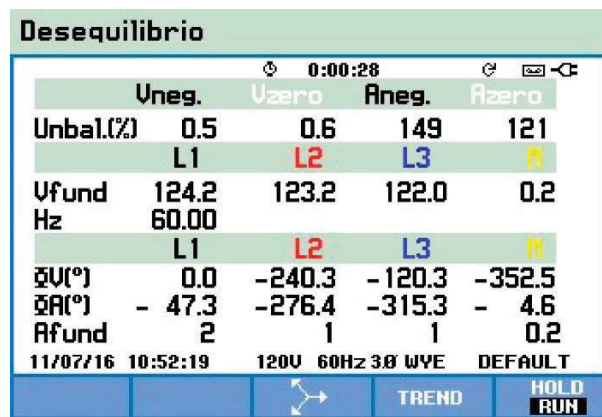 Desequilibrio
0:00:28
Vneg. Vzero Aneg. Azero
Unbal.(%) 0.5 0.6 149 121
L1 L2 L3 N
Vfund 124.2 123.2 122.0 0.2
Hz 60.00
L1 L2 L3 N
ΦV(°) 0.0 -240.3 -120.3 -352.5
ΦA(°) - 47.3 -276.4 -315.3 - 4.6
Afund 2 1 1 0.2
11/07/16 10:52:19 120V 60Hz 3Ø WYE DEFAULT
TREND HOLD
RUN